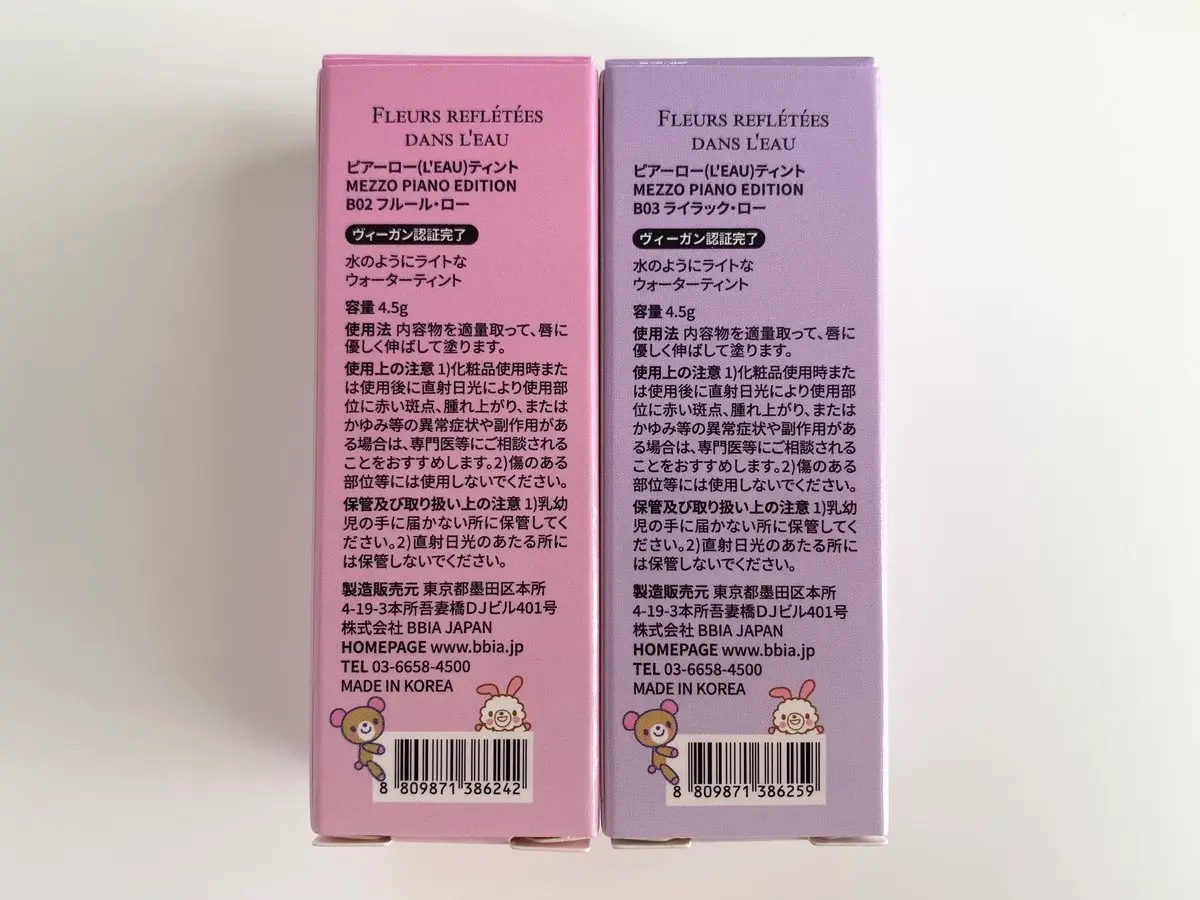 FLEURS REFLÉTÉES
DANS L'EAU
ピアーロー(L'EAU)ティント
MEZZO PIANO EDITION
B02 フルール・ロー
ヴィーガン認証完了
水のようにライトな
ウォーターティント
容量 4.5g
使用法 内容物を適量取って、唇に
優しく伸ばして塗ります。
使用上の注意 1)化粧品使用時また
は使用後に直射日光により使用部
位に赤い斑点、腫れ上がり、または
かゆみ等の異常症状や副作用があ
る場合は、専門医等にご相談される
ことをおすすめします。2)傷のある
部位等には使用しないでください。
保管及び取り扱い上の注意 1)乳幼
児の手に届かない所に保管してく
ださい。2)直射日光のあたる所に
は保管しないでください。
製造販売元 東京都墨田区本所
4-19-3本所吾妻橋DJビル401号
株式会社 BBIA JAPAN
HOMEPAGE www.bbia.jp
TEL 03-6658-4500
MADE IN KOREA
8 809871 386242
FLEURS REFLÉTÉES
DANS L'EAU
ピアーロー(L'EAU)ティント
MEZZO PIANO EDITION
B03 ライラック・ロー
ヴィーガン認証完了
水のようにライトな
ウォーターティント
容量 4.5g
使用法 内容物を適量取って、唇に
優しく伸ばして塗ります。
使用上の注意 1)化粧品使用時また
は使用後に直射日光により使用部
位に赤い斑点、腫れ上がり、または
かゆみ等の異常症状や副作用があ
る場合は、専門医等にご相談される
ことをおすすめします。2)傷のある
部位等には使用しないでください。
保管及び取り扱い上の注意 1)乳幼
児の手に届かない所に保管してく
ださい。2)直射日光のあたる所に
は保管しないでください。
製造販売元 東京都墨田区本所
4-19-3本所吾妻橋DJビル401号
株式会社 BBIA JAPAN
HOMEPAGE www.bbia.jp
TEL 03-6658-4500
MADE IN KOREA
8 809871 386259